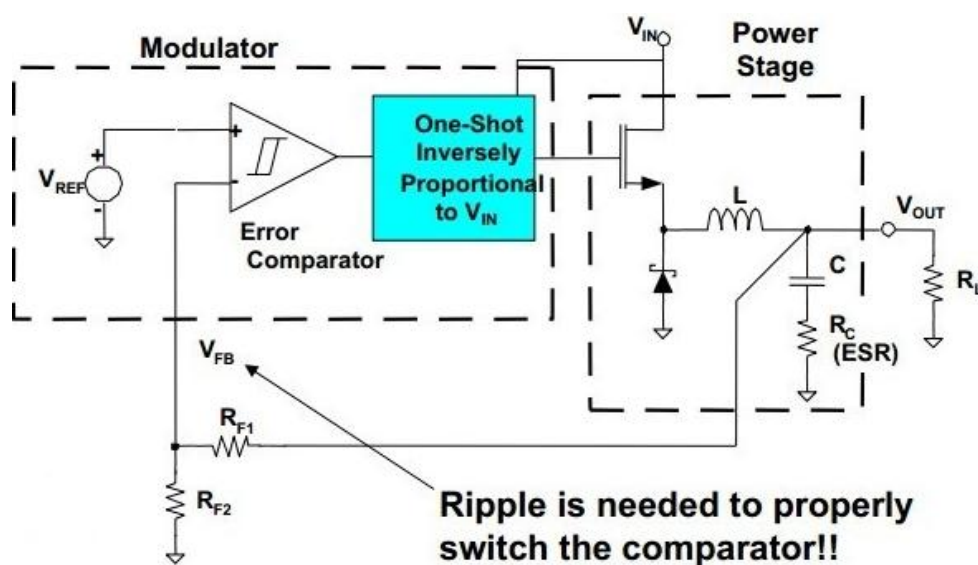 Modulator
V_IN
Power
Stage
One-Shot
Inversely
Proportional
to V_IN
+
-
+
V_REF
-
Error
Comparator
L
V_OUT
C
R_C
(ESR)
R_L
V_FB
R_F1
R_F2
Ripple is needed to properly
switch the comparator!!